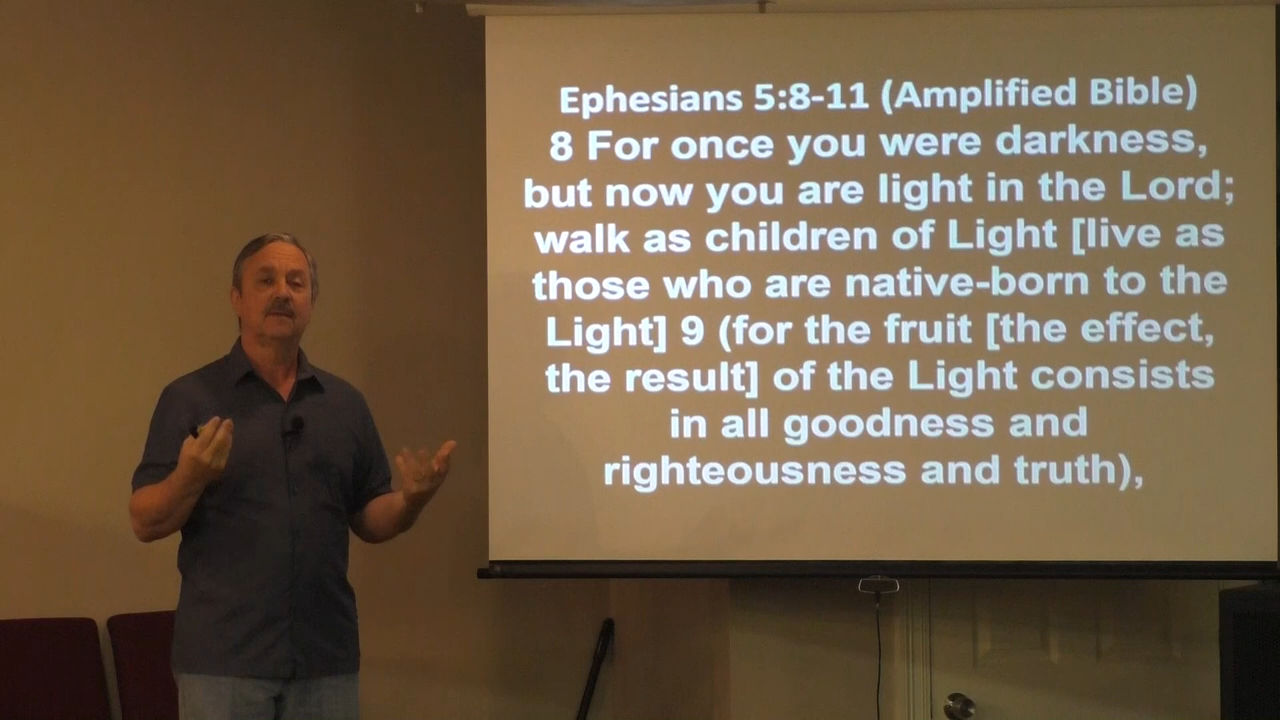 Ephesians 5:8-11 (Amplified Bible)
8 For once you were darkness,
but now you are light in the Lord;
walk as children of Light [live as
those who are native-born to the
Light] 9 (for the fruit [the effect,
the result] of the Light consists
in all goodness and
righteousness and truth),